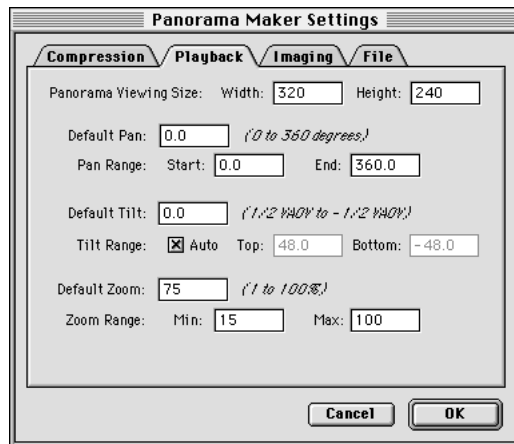 Panorama Maker Settings
Compression Playback Imaging File
Panorama Viewing Size: Width: 320 Height: 240
Default Pan: 0.0 (0 to 360 degrees)
Pan Range: Start: 0.0 End: 360.0
Default Tilt: 0.0 (1/2 VAOV to - 1/2 VAOV)
Tilt Range: Auto Top: 48.0 Bottom: -48.0
Default Zoom: 75 (1 to 100%)
Zoom Range: Min: 15 Max: 100
Cancel OK